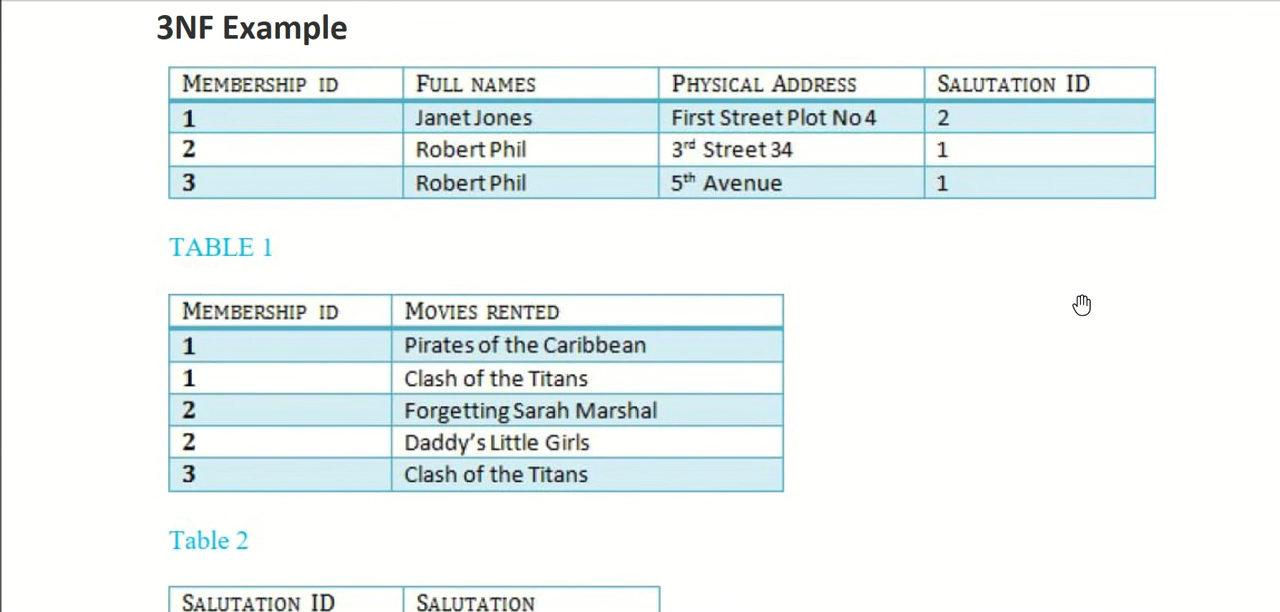 3NF Example
MEMBERSHIP ID FULL NAMES PHYSICAL ADDRESS SALUTATION ID
1 Janet Jones First Street Plot No 4 2
2 Robert Phil 3rd Street 34 1
3 Robert Phil 5th Avenue 1
TABLE 1
MEMBERSHIP ID MOVIES RENTED
1 Pirates of the Caribbean
1 Clash of the Titans
2 Forgetting Sarah Marshal
2 Daddy's Little Girls
3 Clash of the Titans
Table 2
SALUTATION ID SALUTATION